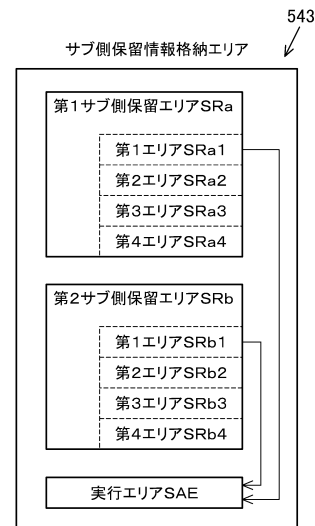 543
サブ側保留情報格納エリア
第1サブ側保留エリアSRa
第1エリアSRa1
第2エリアSRa2
第3エリアSRa3
第4エリアSRa4
第2サブ側保留エリアSRb
第1エリアSRb1
第2エリアSRb2
第3エリアSRb3
第4エリアSRb4
実行エリアSAE